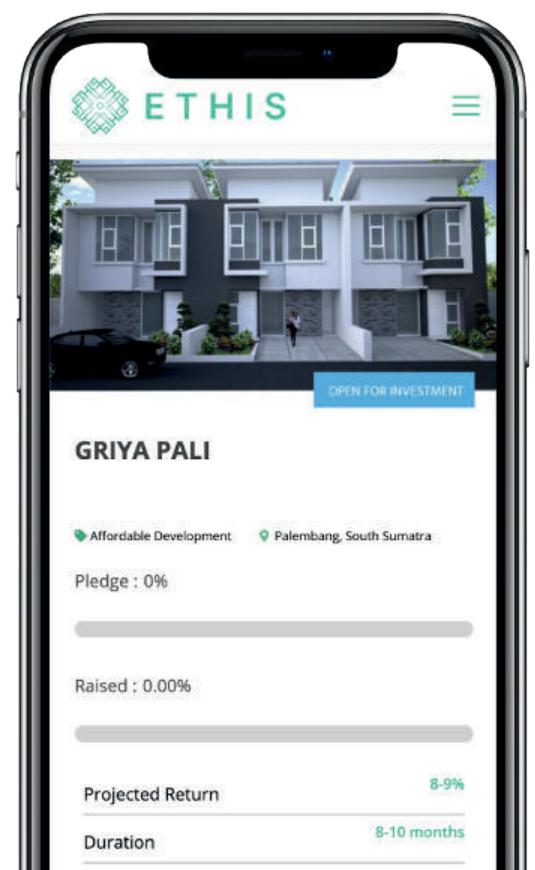 ETHIS
OPEN FOR INVESTMENT
GRIYA PALI
Affordable Development Palembang, South Sumatra
Pledge : 0%
Raised : 0.00%
Projected Return 8-9%
Duration 8-10 months